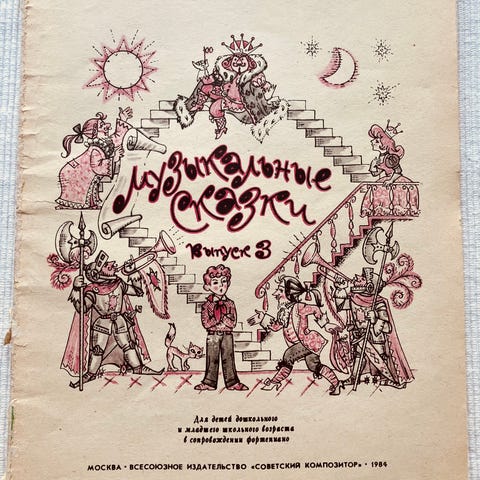 Музыкальные
Сказки
Выпуск 3
Для детей дошкольного
и младшего школьного возраста
в сопровождении фортепиано
МОСКВА · ВСЕСОЮЗНОЕ ИЗДАТЕЛЬСТВО «СОВЕТСКИЙ КОМПОЗИТОР» · 1984